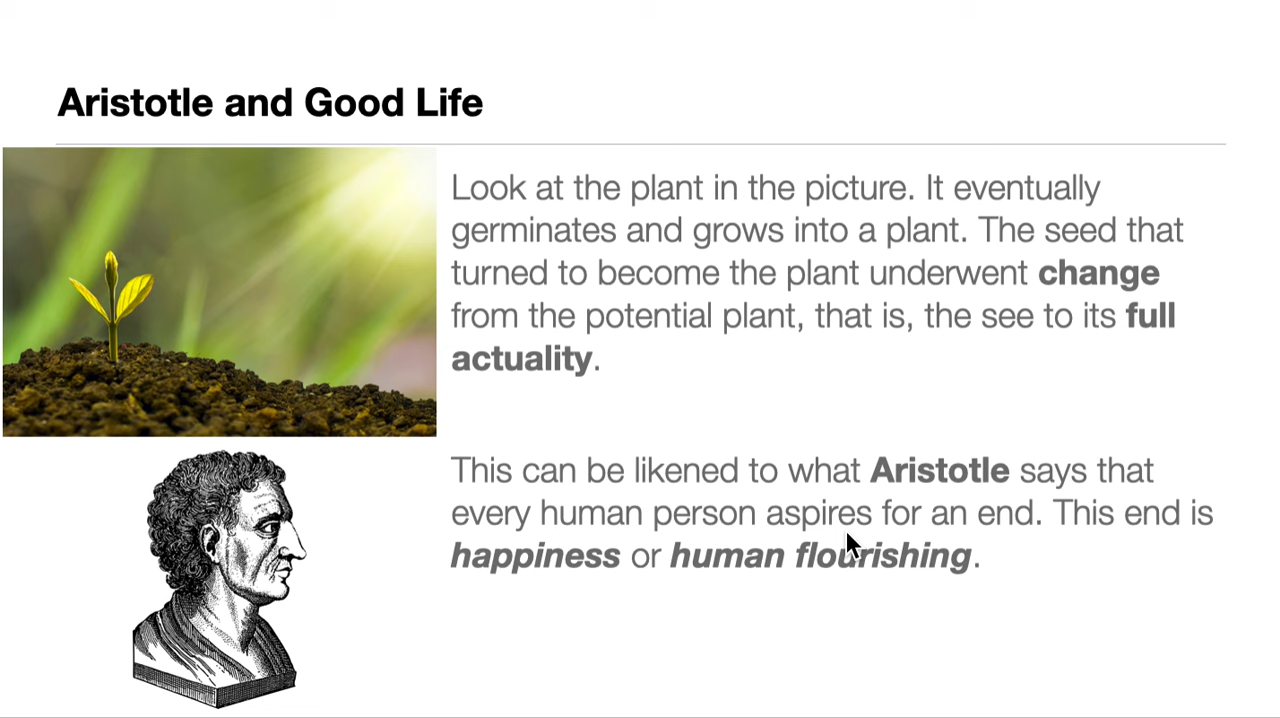 Aristotle and Good Life
Look at the plant in the picture. It eventually
germinates and grows into a plant. The seed that
turned to become the plant underwent change
from the potential plant, that is, the see to its full
actuality.
This can be likened to what Aristotle says that
every human person aspires for an end. This end is
happiness or human flourishing.